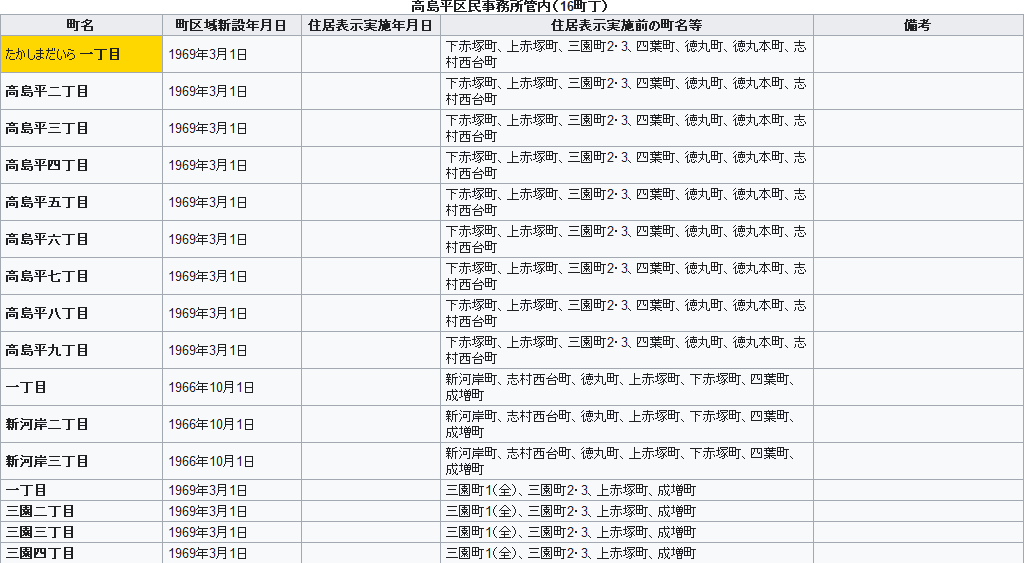 高島平区民事務所管内(16町丁)
町名 町区域新設年月日 住居表示実施年月日 住居表示実施前の町名等 備考
たかしまだいら 一丁目 1969年3月1日 下赤塚町、上赤塚町、三園町2・3、四葉町、徳丸町、徳丸本町、志
村西台町
高島平二丁目 1969年3月1日 下赤塚町、上赤塚町、三園町2・3、四葉町、徳丸町、徳丸本町、志
村西台町
高島平三丁目 1969年3月1日 下赤塚町、上赤塚町、三園町2・3、四葉町、徳丸町、徳丸本町、志
村西台町
高島平四丁目 1969年3月1日 下赤塚町、上赤塚町、三園町2・3、四葉町、徳丸町、徳丸本町、志
村西台町
高島平五丁目 1969年3月1日 下赤塚町、上赤塚町、三園町2・3、四葉町、徳丸町、徳丸本町、志
村西台町
高島平六丁目 1969年3月1日 下赤塚町、上赤塚町、三園町2・3、四葉町、徳丸町、徳丸本町、志
村西台町
高島平七丁目 1969年3月1日 下赤塚町、上赤塚町、三園町2・3、四葉町、徳丸町、徳丸本町、志
村西台町
高島平八丁目 1969年3月1日 下赤塚町、上赤塚町、三園町2・3、四葉町、徳丸町、徳丸本町、志
村西台町
高島平九丁目 1969年3月1日 下赤塚町、上赤塚町、三園町2・3、四葉町、徳丸町、徳丸本町、志
村西台町
一丁目 1966年10月1日 新河岸町、志村西台町、徳丸町、上赤塚町、下赤塚町、四葉町、
成増町
新河岸二丁目 1966年10月1日 新河岸町、志村西台町、徳丸町、上赤塚町、下赤塚町、四葉町、
成増町
新河岸三丁目 1966年10月1日 新河岸町、志村西台町、徳丸町、上赤塚町、下赤塚町、四葉町、
成増町
一丁目 1969年3月1日 三園町1(全)、三園町2・3、上赤塚町、成増町
三園二丁目 1969年3月1日 三園町1(全)、三園町2・3、上赤塚町、成増町
三園三丁目 1969年3月1日 三園町1(全)、三園町2・3、上赤塚町、成増町
三園四丁目 1969年3月1日 三園町1(全)、三園町2・3、上赤塚町、成増町